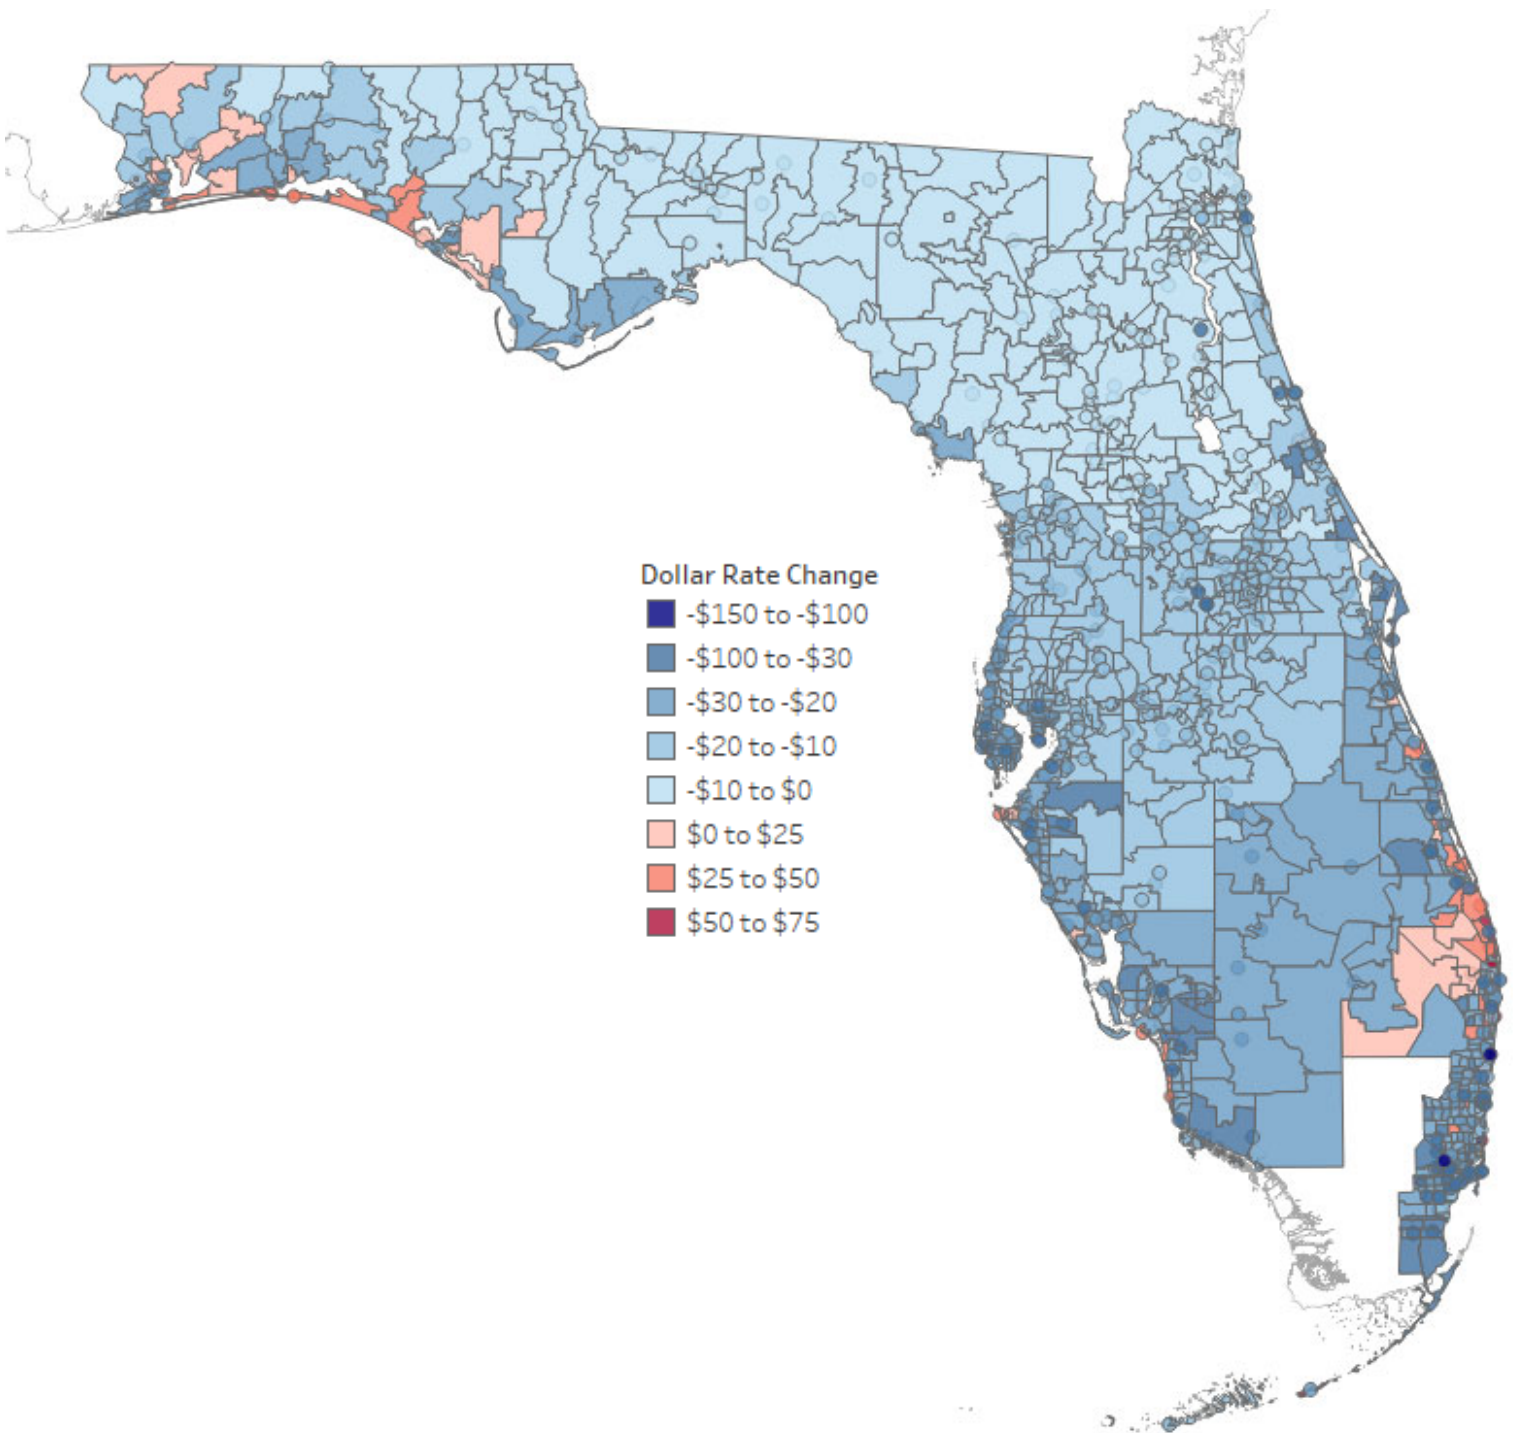 Dollar Rate Change
-$150 to -$100
-$100 to -$30
-$30 to -$20
-$20 to -$10
-$10 to $0
$0 to $25
$25 to $50
$50 to $75